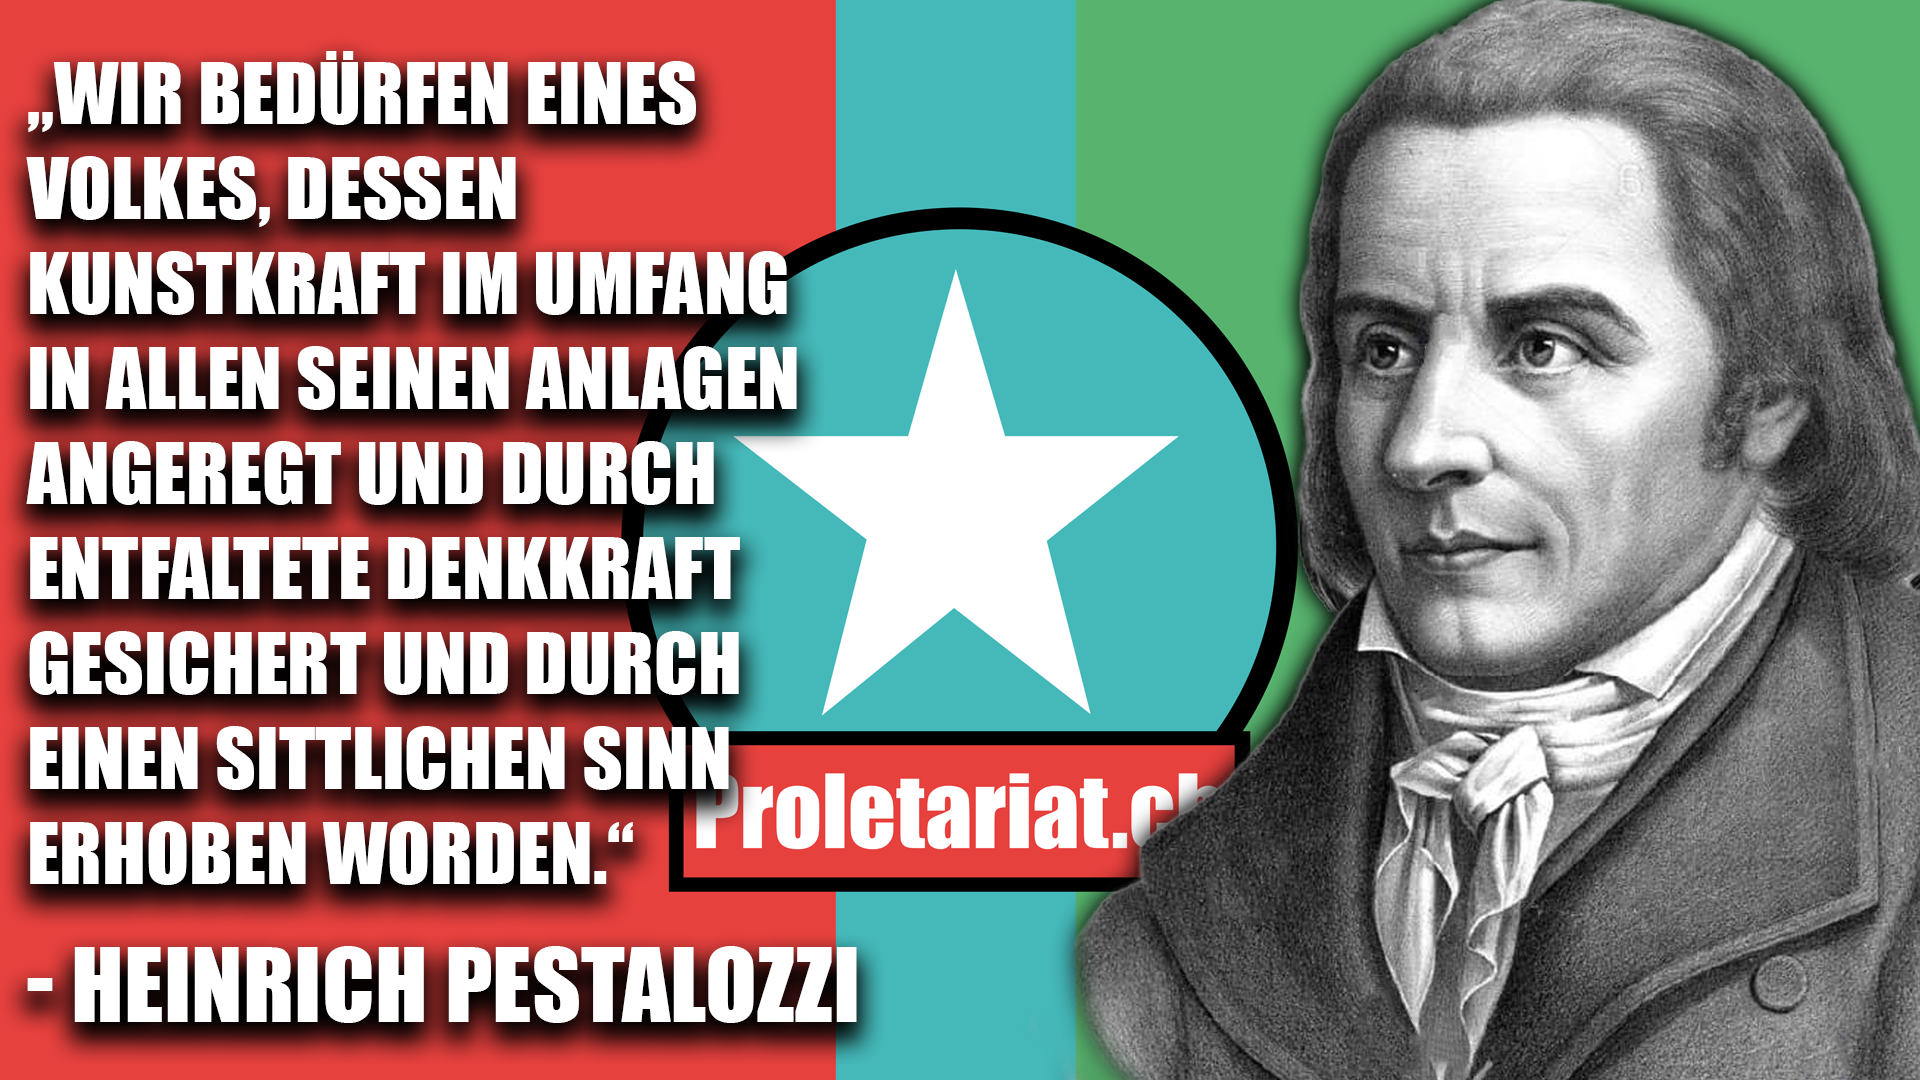 „WIR BEDÜRFEN EINES
VOLKES, DESSEN
KUNSTKRAFT IM UMFANG
IN ALLEN SEINEN ANLAGEN
ANGEREGT UND DURCH
ENTFALTETE DENKKRAFT
GESICHERT UND DURCH
EINEN SITTLICHEN SINN
ERHOBEN WORDEN.“
- HEINRICH PESTALOZZI
Proletariat.ch